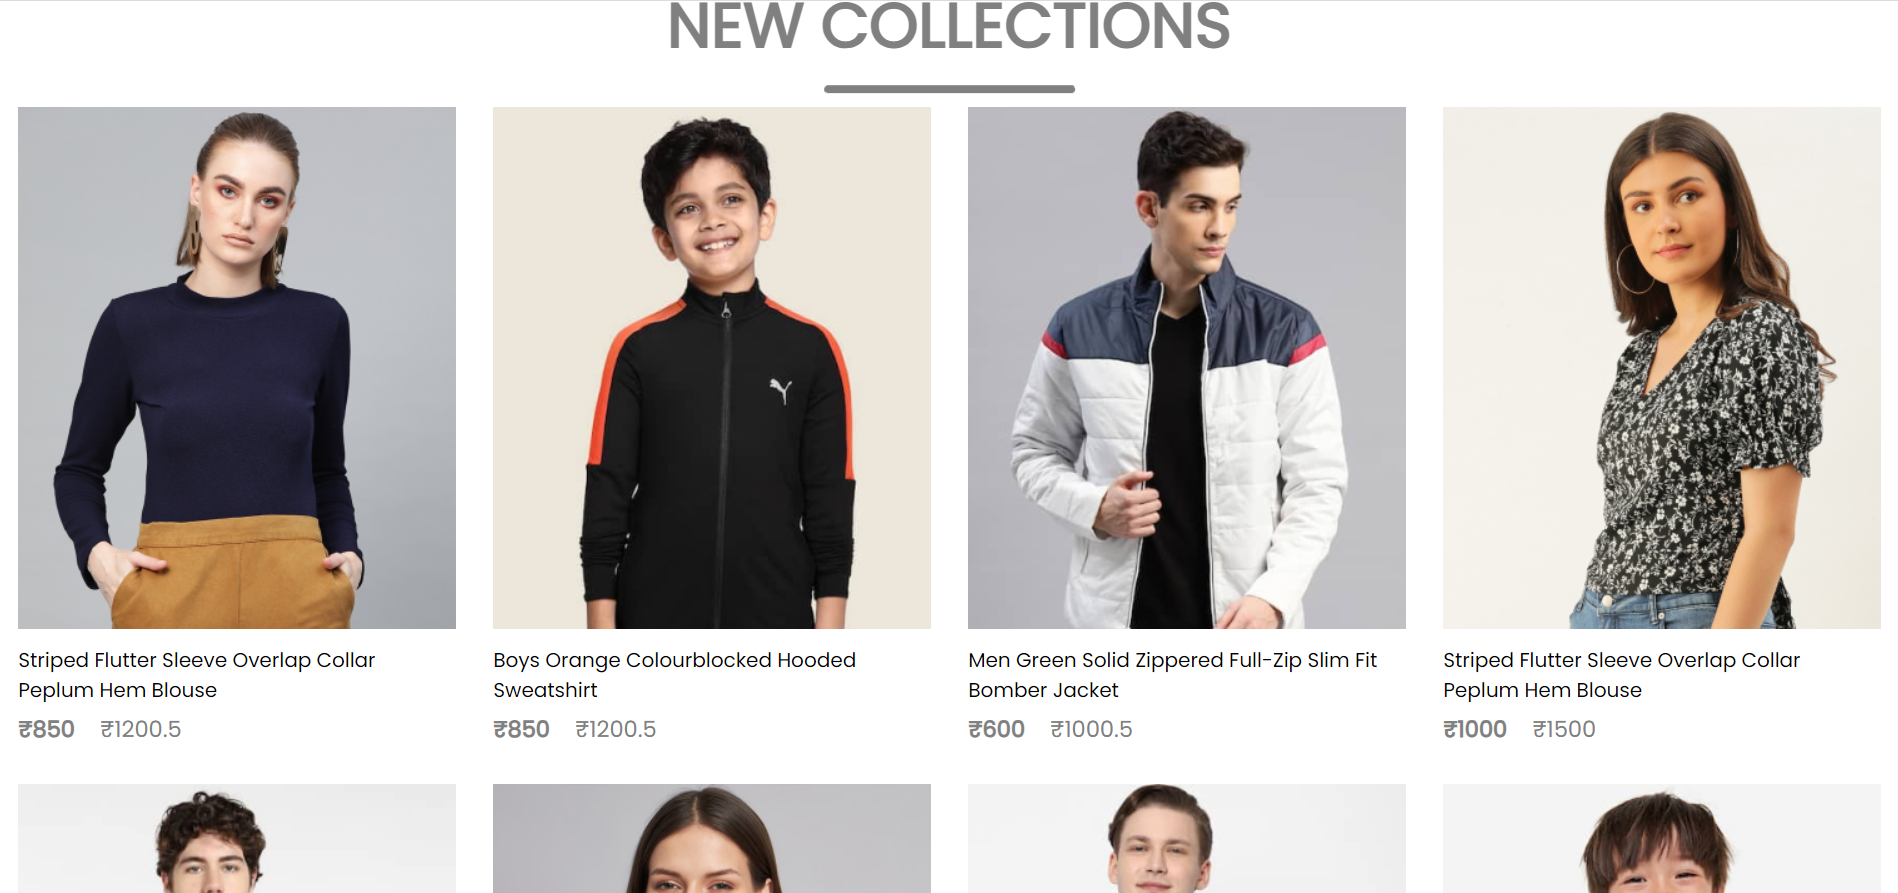 NEW COLLECTIONS
Striped Flutter Sleeve Overlap Collar
Peplum Hem Blouse
₹850 ₹1200.5
Boys Orange Colourblocked Hooded
Sweatshirt
₹850 ₹1200.5
Men Green Solid Zippered Full-Zip Slim Fit
Bomber Jacket
₹600 ₹1000.5
Striped Flutter Sleeve Overlap Collar
Peplum Hem Blouse
₹1000 ₹1500